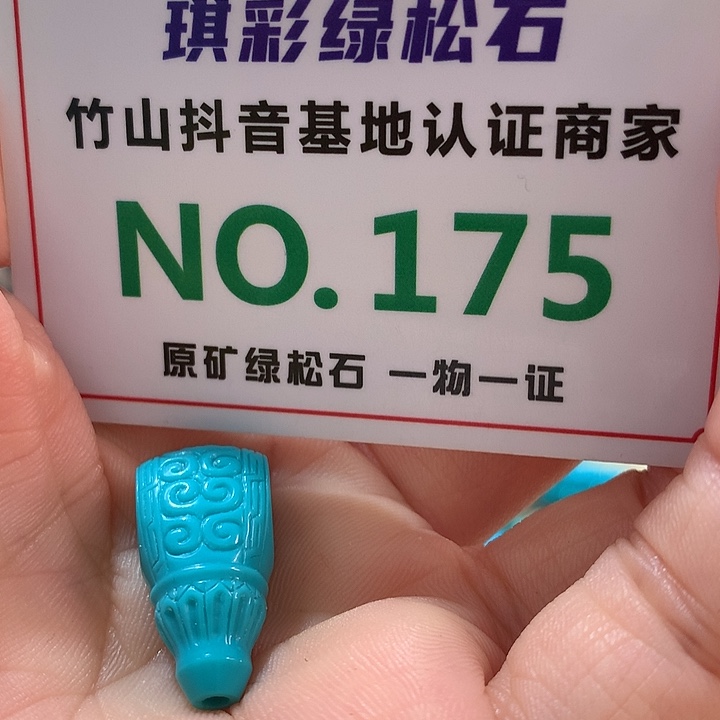 琪彩绿松石
竹山抖音基地认证商家
NO.175
原矿绿松石 一物一证